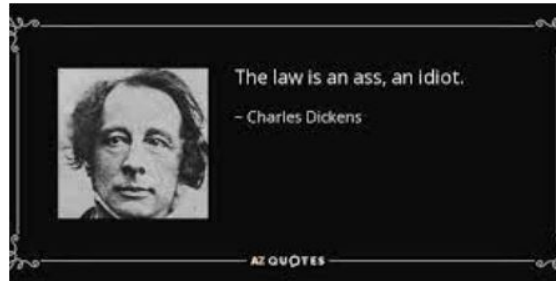 The law is an ass, an idiot.
~ Charles Dickens
AZ QUOTES